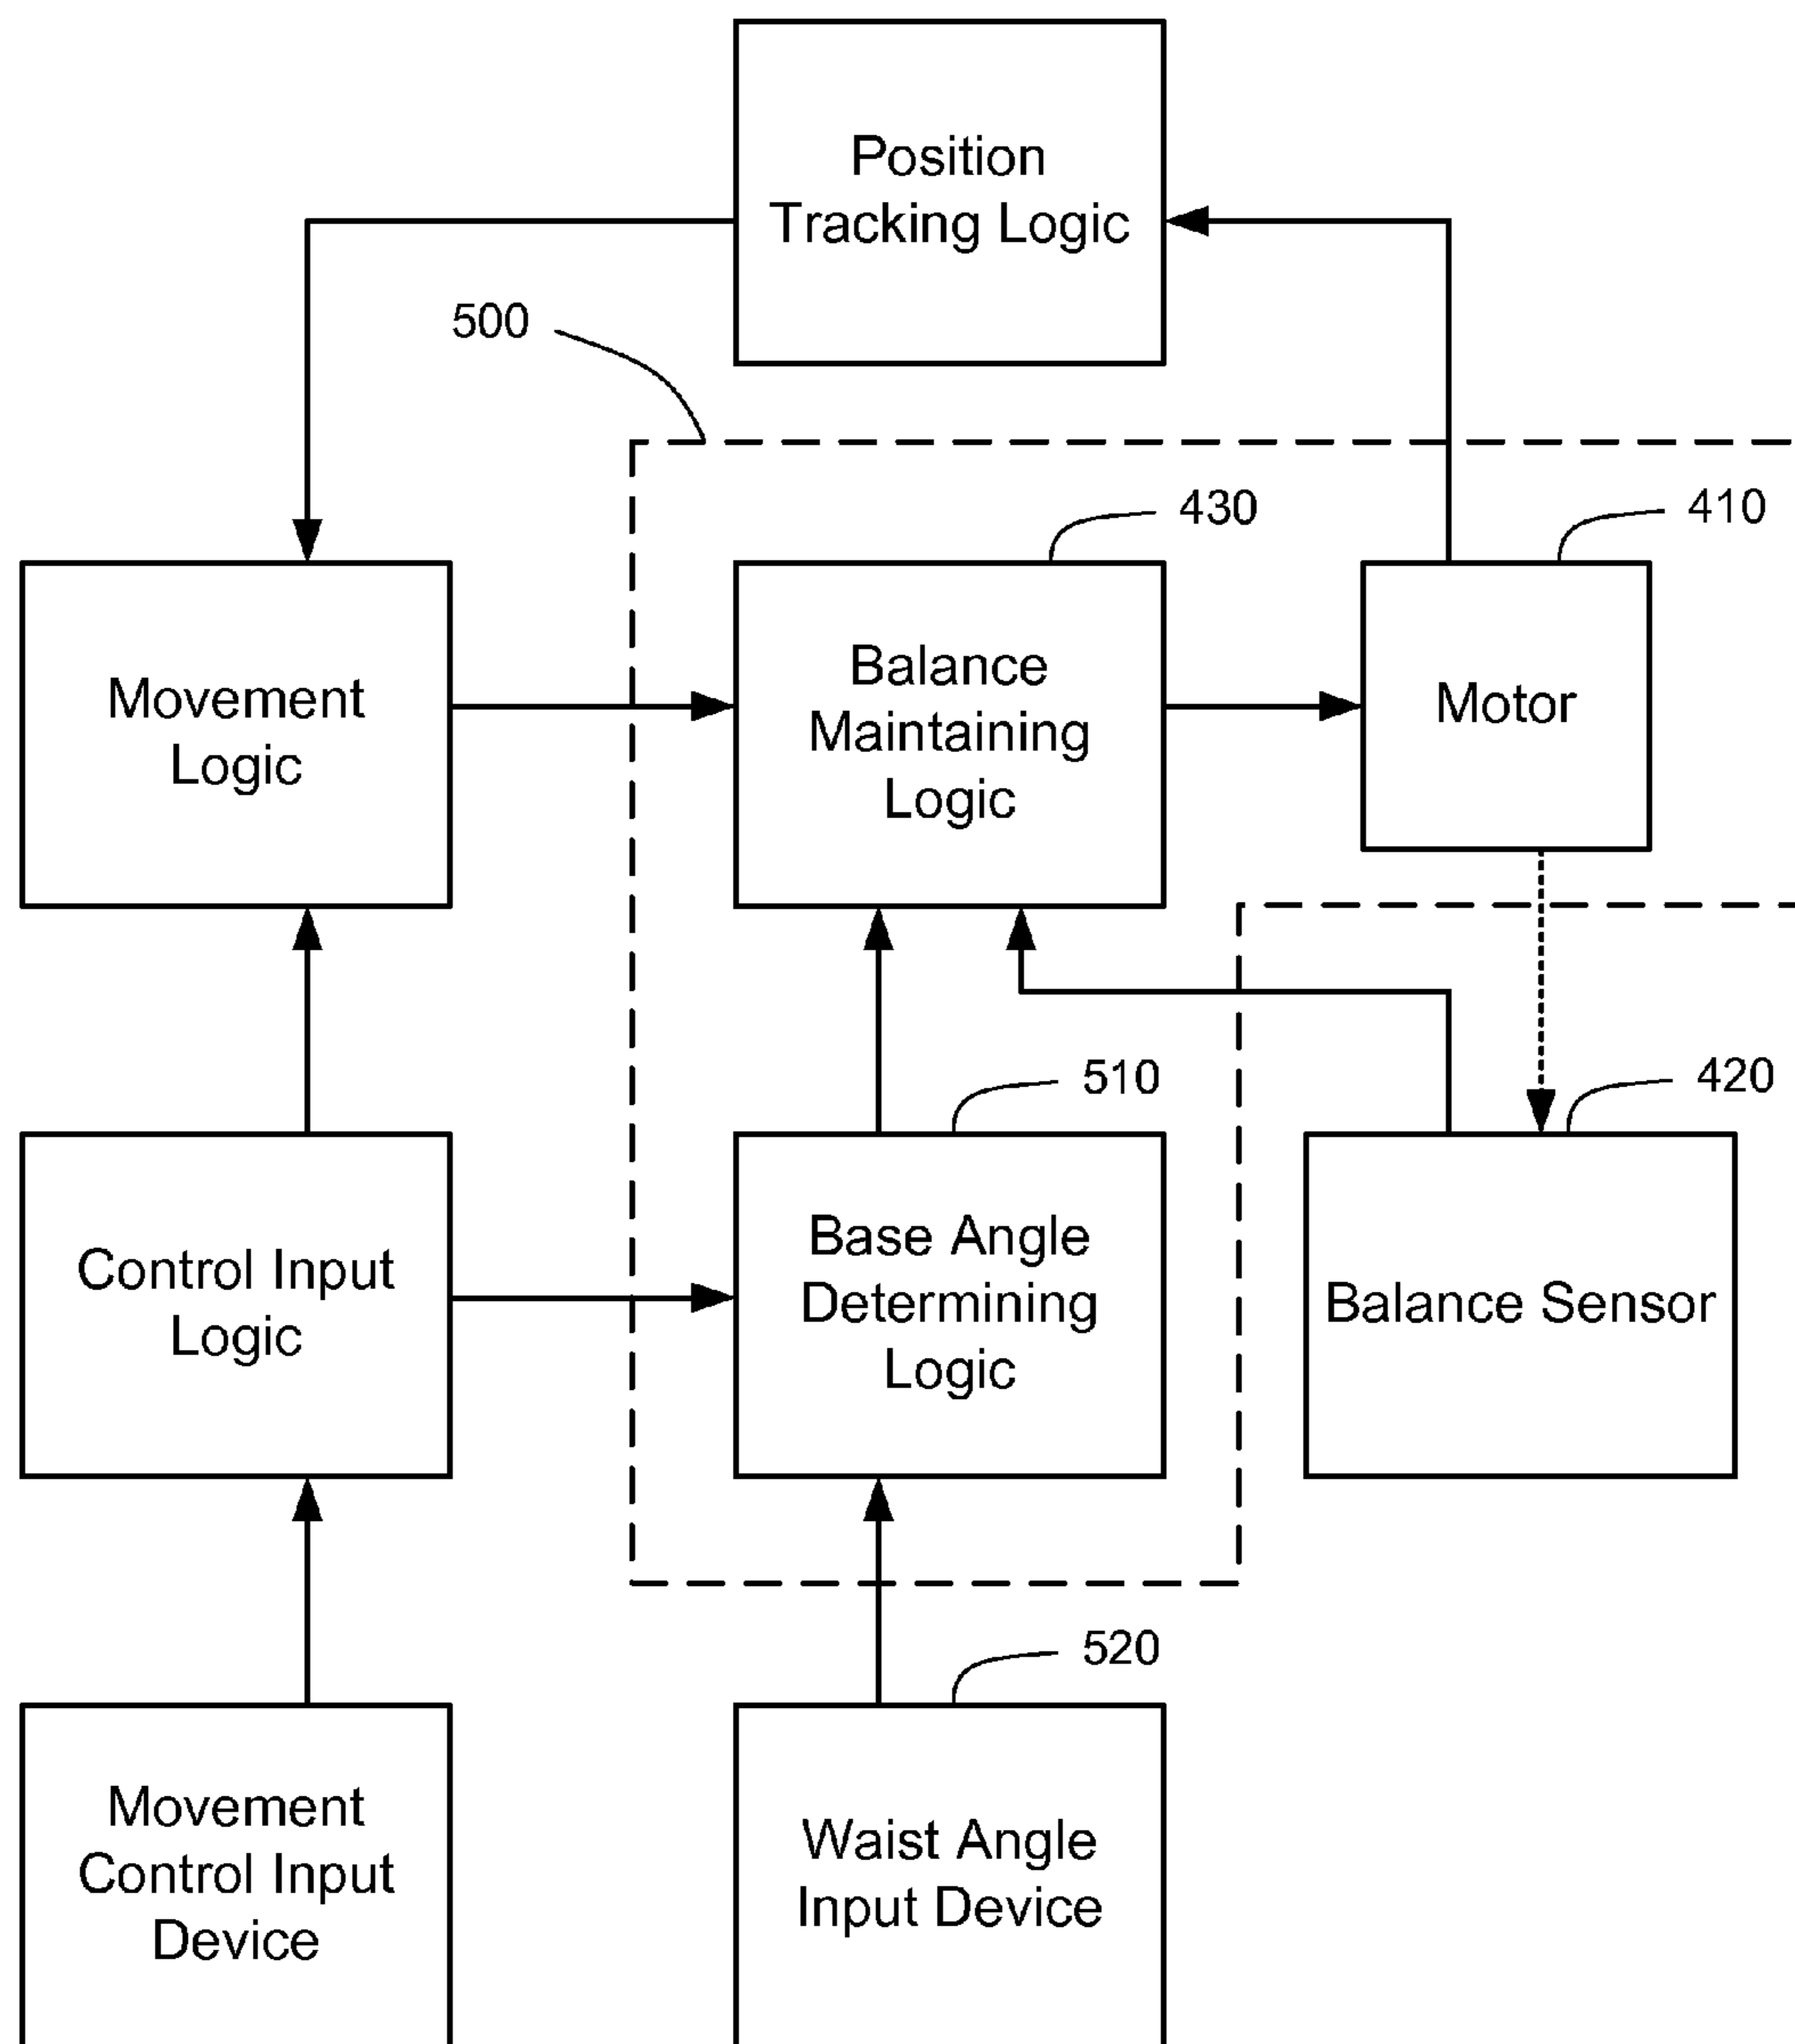 Position
Tracking Logic
500
430
410
Movement
Logic
Balance
Maintaining
Logic
Motor
510
420
Control Input
Logic
Base Angle
Determining
Logic
Balance Sensor
520
Movement
Control Input
Device
Waist Angle
Input Device